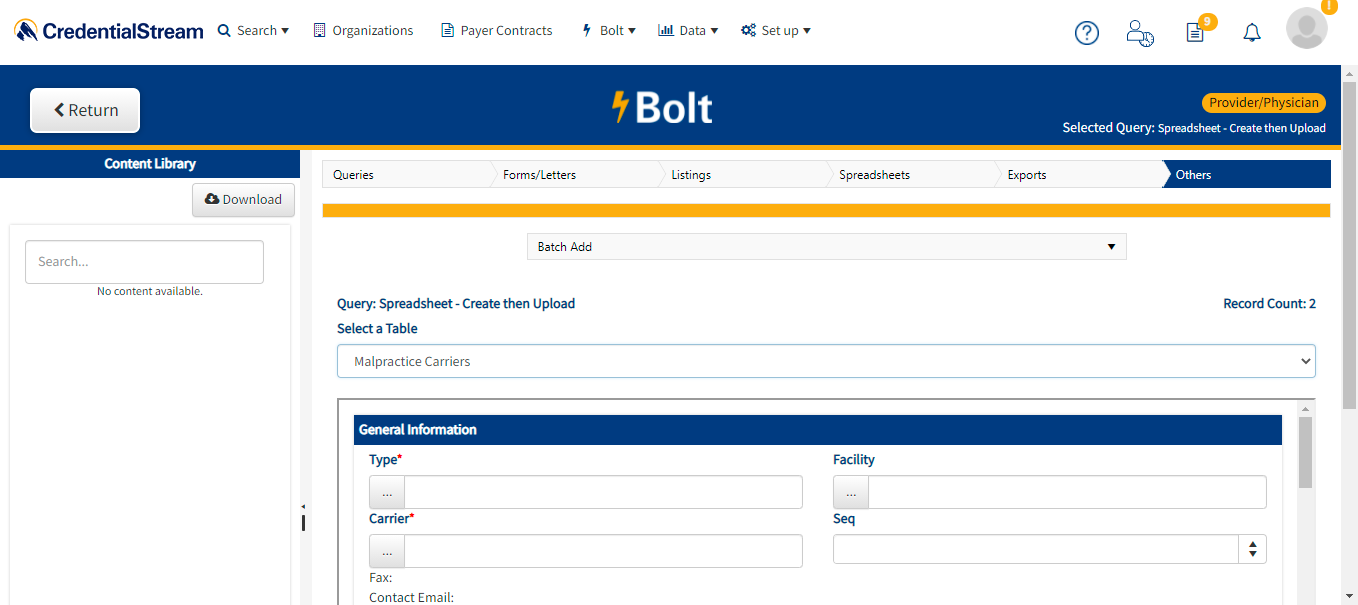 CredentialStream Search Organizations Payer Contracts Bolt Data Set up 9 !
Return
Bolt
Provider/Physician
Selected Query: Spreadsheet - Create then Upload
Content Library
Download
Search...
No content available.
Queries Forms/Letters Listings Spreadsheets Exports Others
Batch Add
Query: Spreadsheet - Create then Upload Record Count: 2
Select a Table
Malpractice Carriers
General Information
Type* Facility
... ...
Carrier* Seq
...
Fax:
Contact Email: